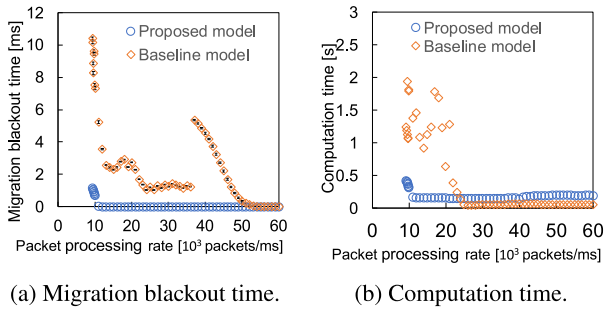 Migration blackout time [ms]
12
10
8
6
4
2
0
Proposed model
Baseline model
0 10 20 30 40 50 60
Packet processing rate [10³ packets/ms]
(a) Migration blackout time.
Computation time [s]
3
2.5
2
1.5
1
0.5
0
Proposed model
Baseline model
0 10 20 30 40 50 60
Packet processing rate [10³ packets/ms]
(b) Computation time.